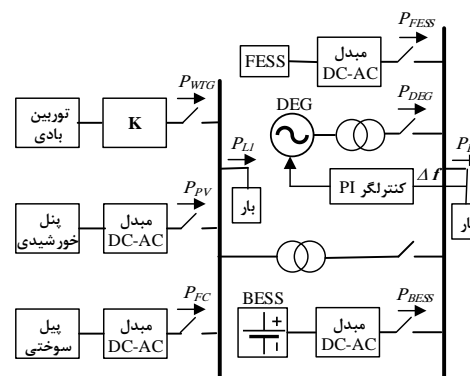 P_FESS
FESS
مبدل
DC-AC
P_WTG
DEG
P_DEG
توربین
بادی
K
P_L1
بار
کنترلگر PI
Δf
بار
P_PV
پنل
خورشیدی
مبدل
DC-AC
P_FC
BESS
P_BESS
پیل
سوختی
مبدل
DC-AC
+
-
مبدل
DC-AC